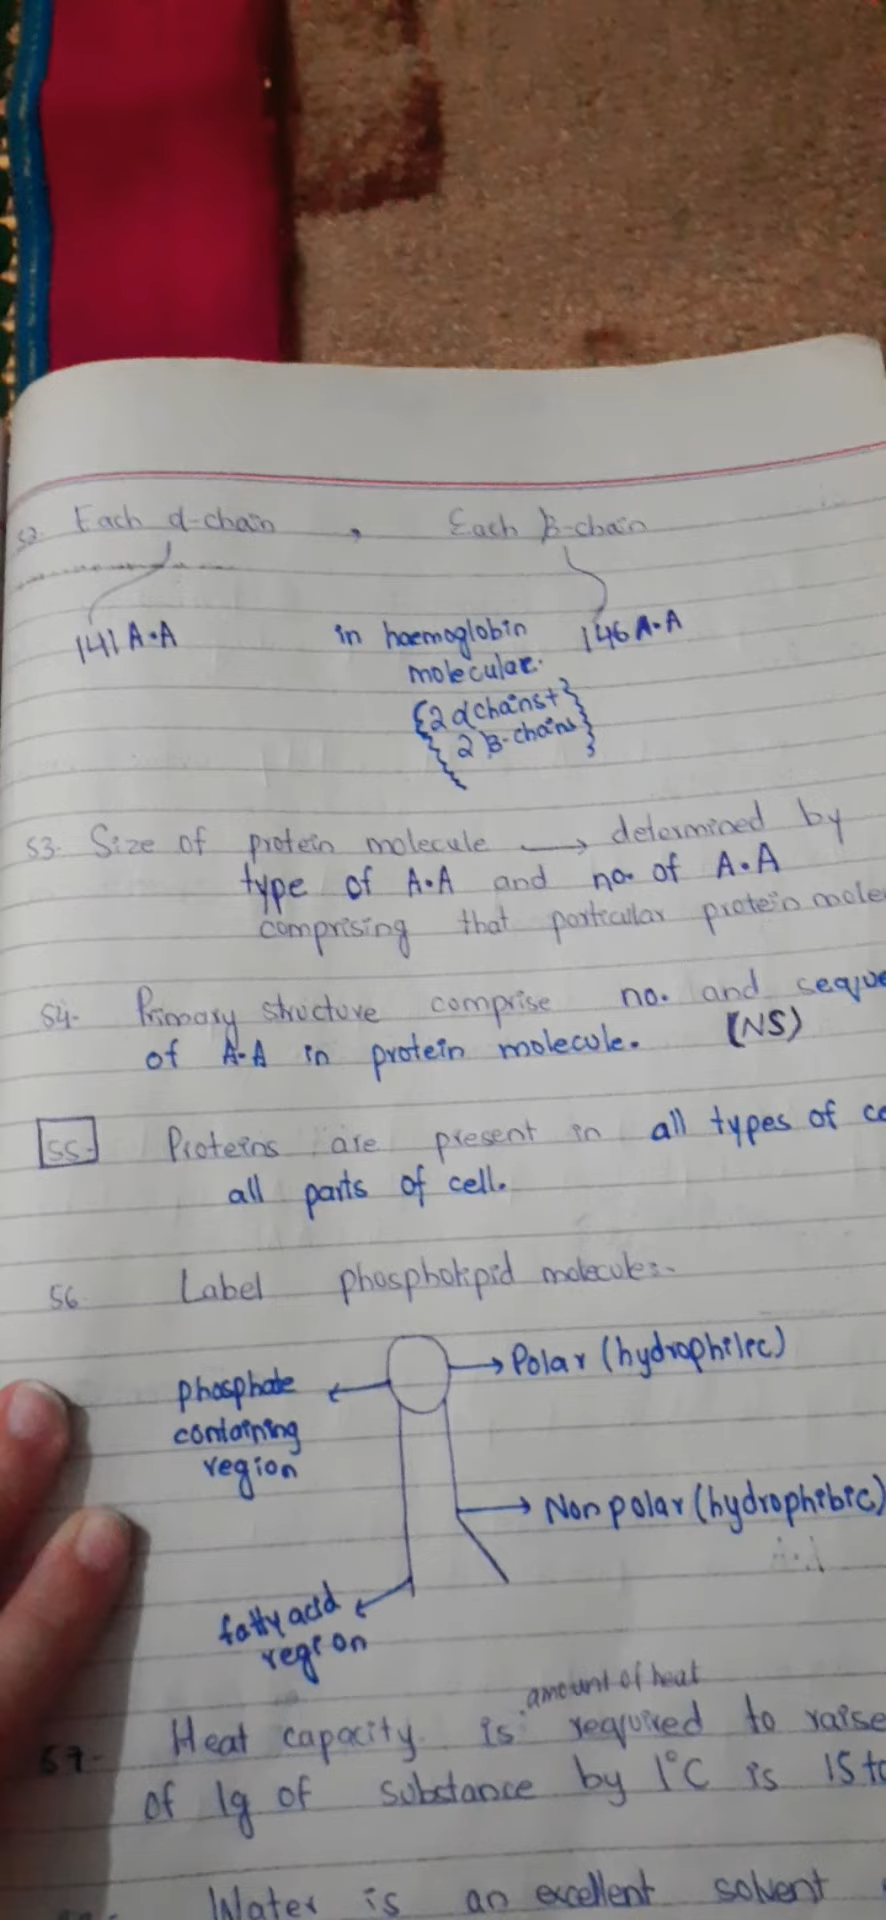 52. Each α-chain , Each β-chain
141 A.A in haemoglobin 146 A.A
moleculae.
{2 α chains +}
{2 β-chains}
53. Size of protein molecule → determined by
type of A.A and no. of A.A
comprising that particular protein mole
54. Primary structure comprise no. and seque
of A.A in protein molecule. (NS)
55. Proteins are present in all types of ce
all parts of cell.
56. Label phospholipid molecule:-
Polar (hydrophilic)
phosphate
containing
region
Non polar (hydrophibic)
fatty acid
region
amount of heat
57. Heat capacity is required to raise
of 1g of substance by 1°C is 15 to
Water is an excellent solvent